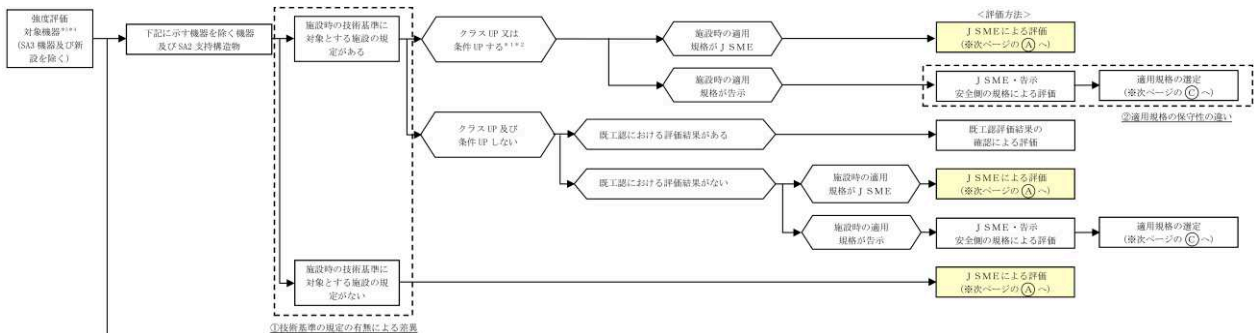 強度評価
対象機器＊３＊４
(SA3機器及び新
設を除く)
下記に示す機器を除く機器
及びSA2支持構造物
施設時の技術基準に
対象とする施設の規
定がある
クラスUP又は
条件UPする＊１＊２
施設時の適用
規格がＪＳＭＥ
＜評価方法＞
ＪＳＭＥによる評価
(※次ページのⒶへ)
施設時の適用
規格が告示
ＪＳＭＥ・告示
安全側の規格による評価
適用規格の選定
(※次ページのⒸへ)
②適用規格の保守性の違い
クラスUP及び
条件UPしない
既工認における評価結果がある
既工認評価結果の
確認による評価
既工認における評価結果がない
施設時の適用
規格がＪＳＭＥ
ＪＳＭＥによる評価
(※次ページのⒶへ)
施設時の適用
規格が告示
ＪＳＭＥ・告示
安全側の規格による評価
適用規格の選定
(※次ページのⒸへ)
施設時の技術基準に
対象とする施設の規
定がない
ＪＳＭＥによる評価
(※次ページのⒶへ)
①技術基準の規定の有無による差異